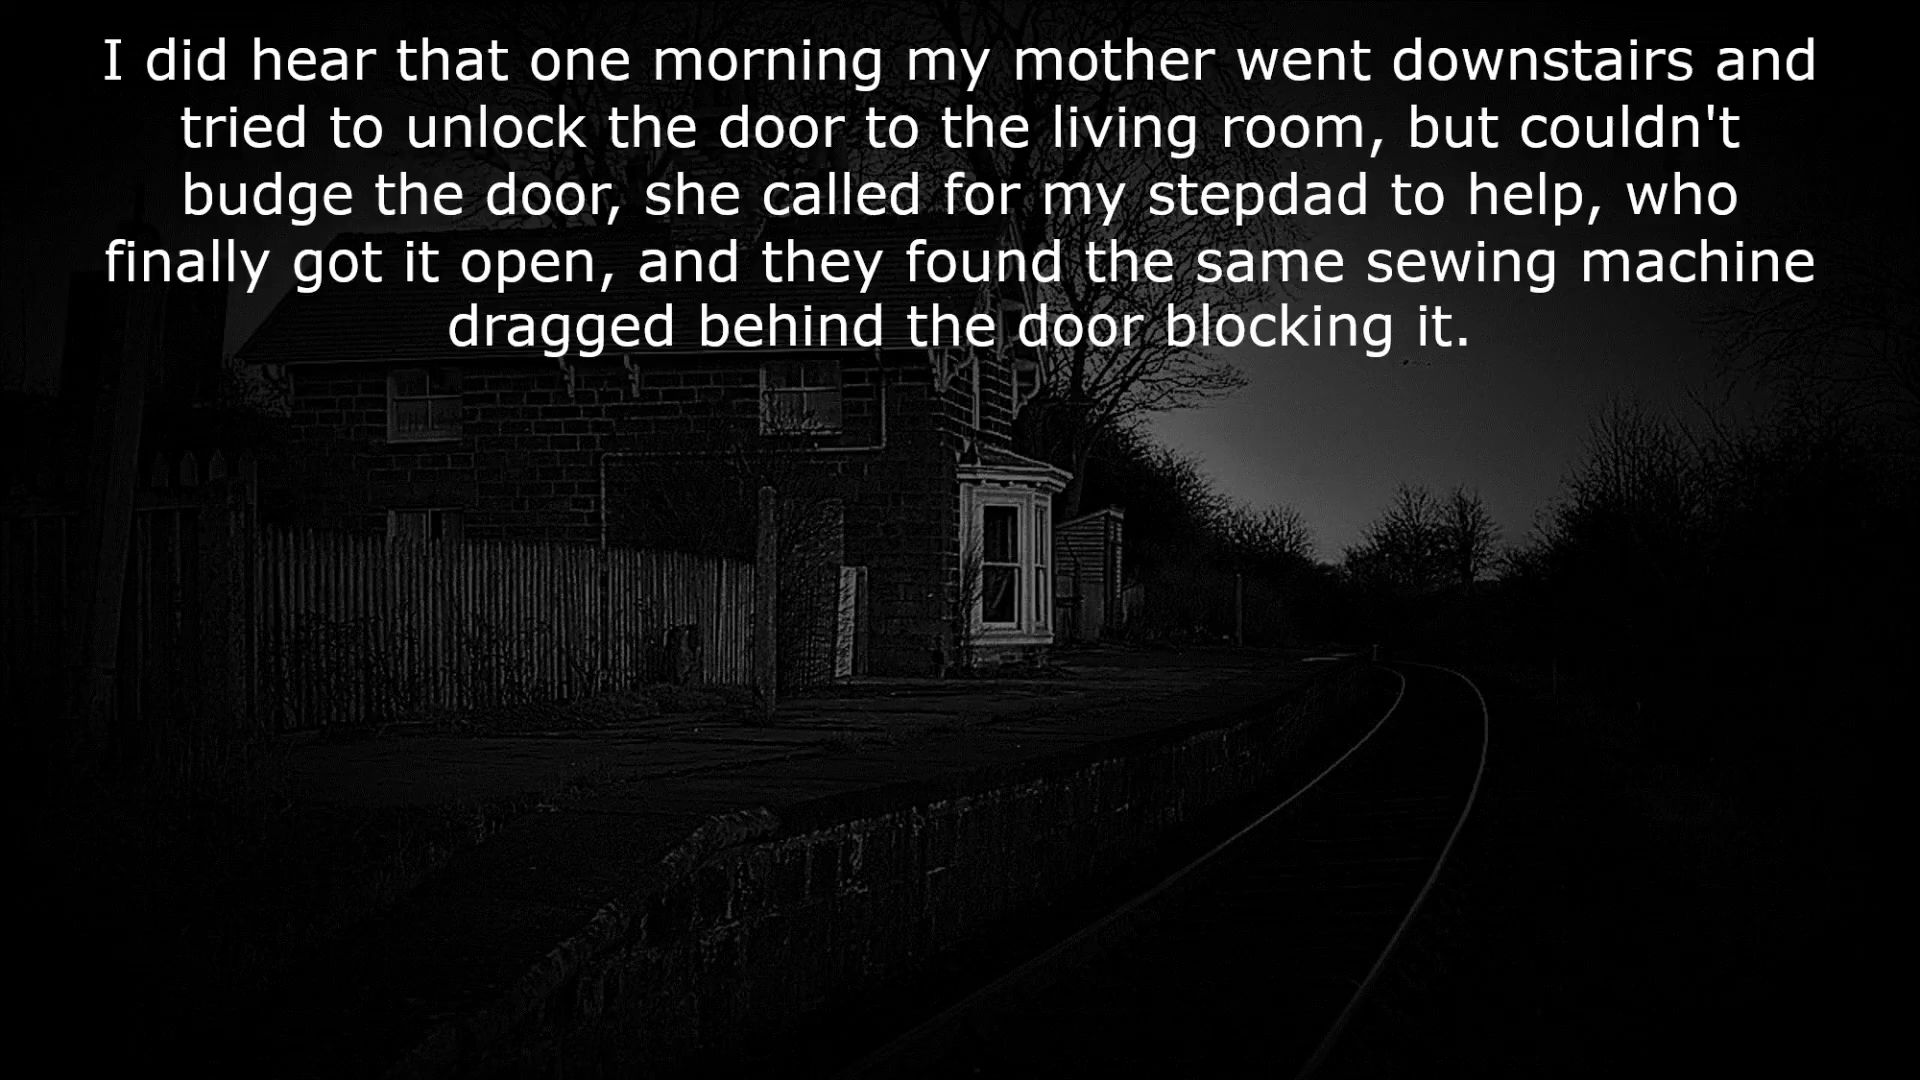 I did hear that one morning my mother went downstairs and
tried to unlock the door to the living room, but couldn't
budge the door, she called for my stepdad to help, who
finally got it open, and they found the same sewing machine
dragged behind the door blocking it.